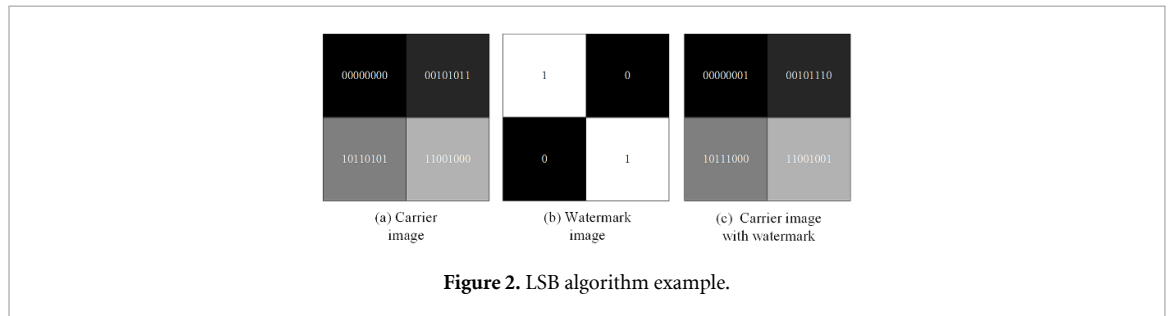 00000000 00101011 1 0 00000001 00101110
10110101 11001000 0 1 10111000 11001001
(a) Carrier image (b) Watermark image (c) Carrier image with watermark
Figure 2. LSB algorithm example.